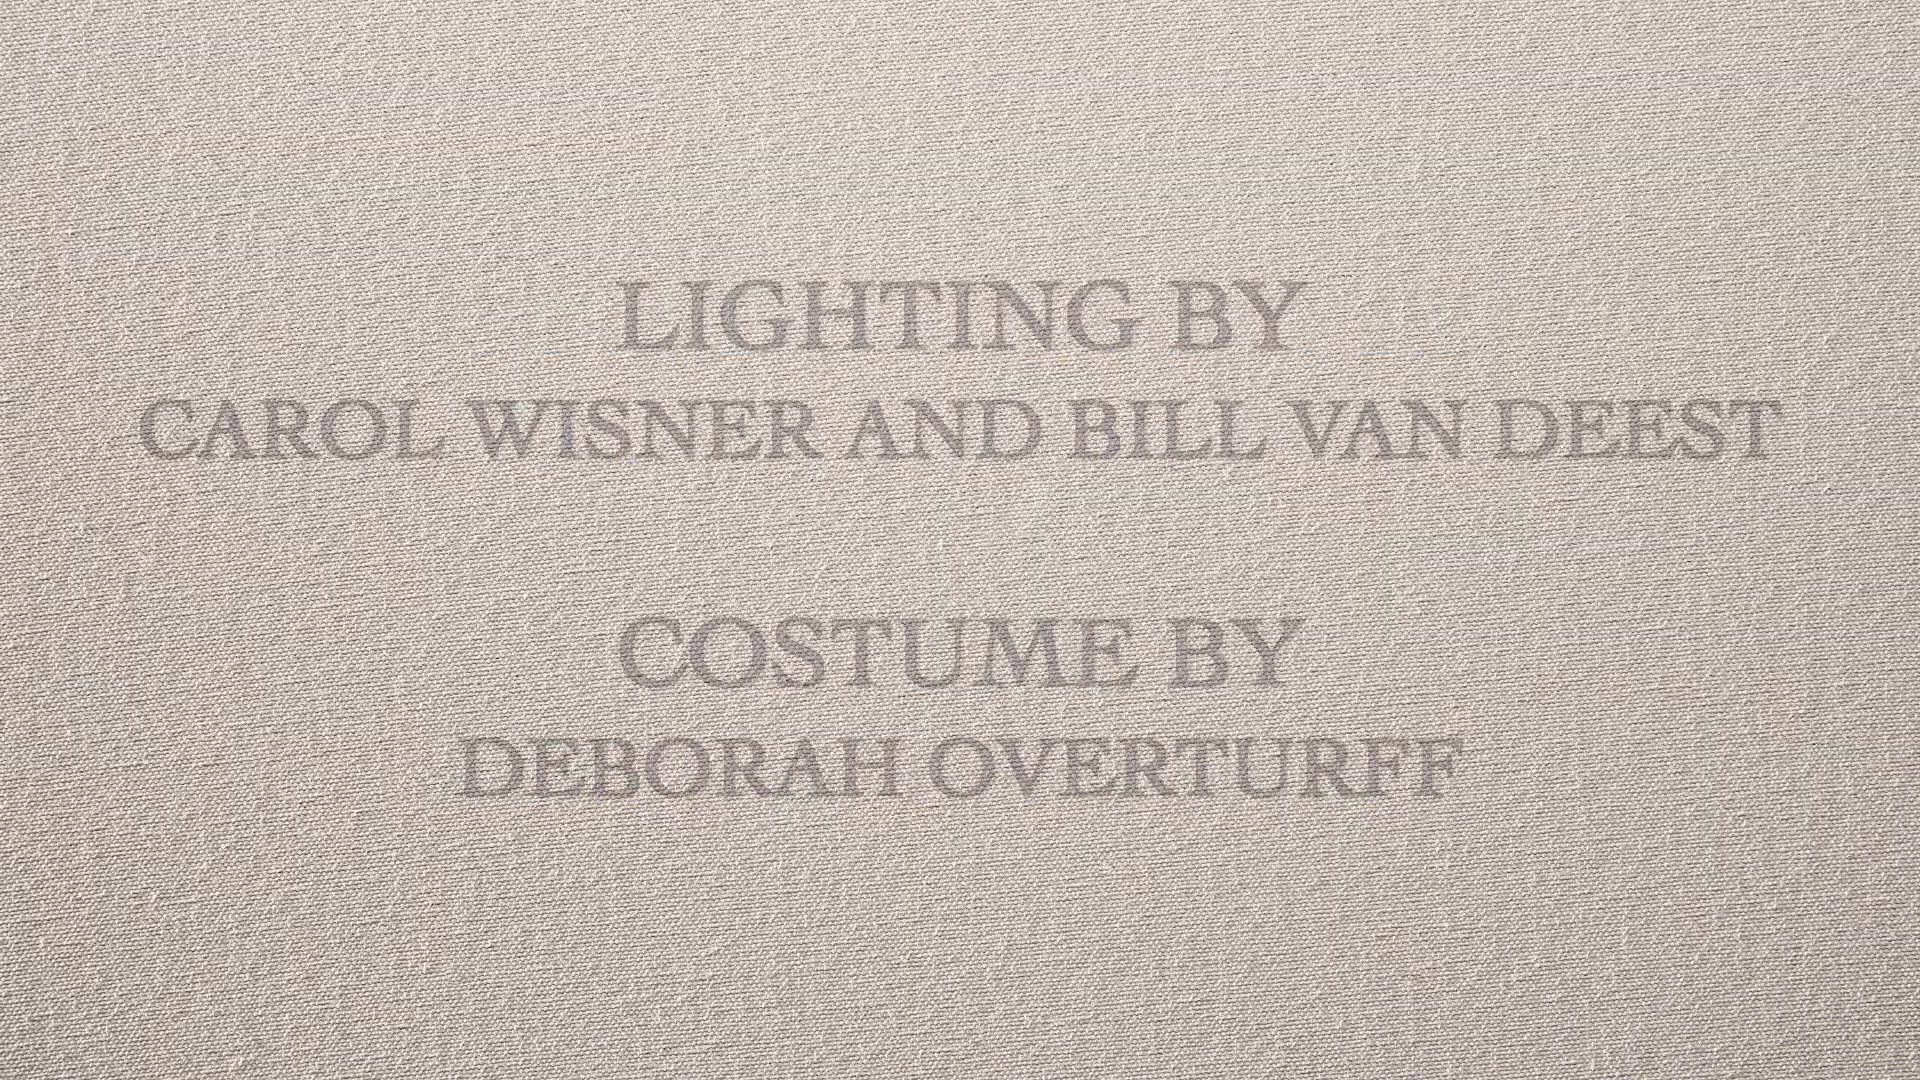 LIGHTING BY
CAROL WISNER AND BILL VAN DEEST
COSTUME BY
DEBORAH OVERTURFF